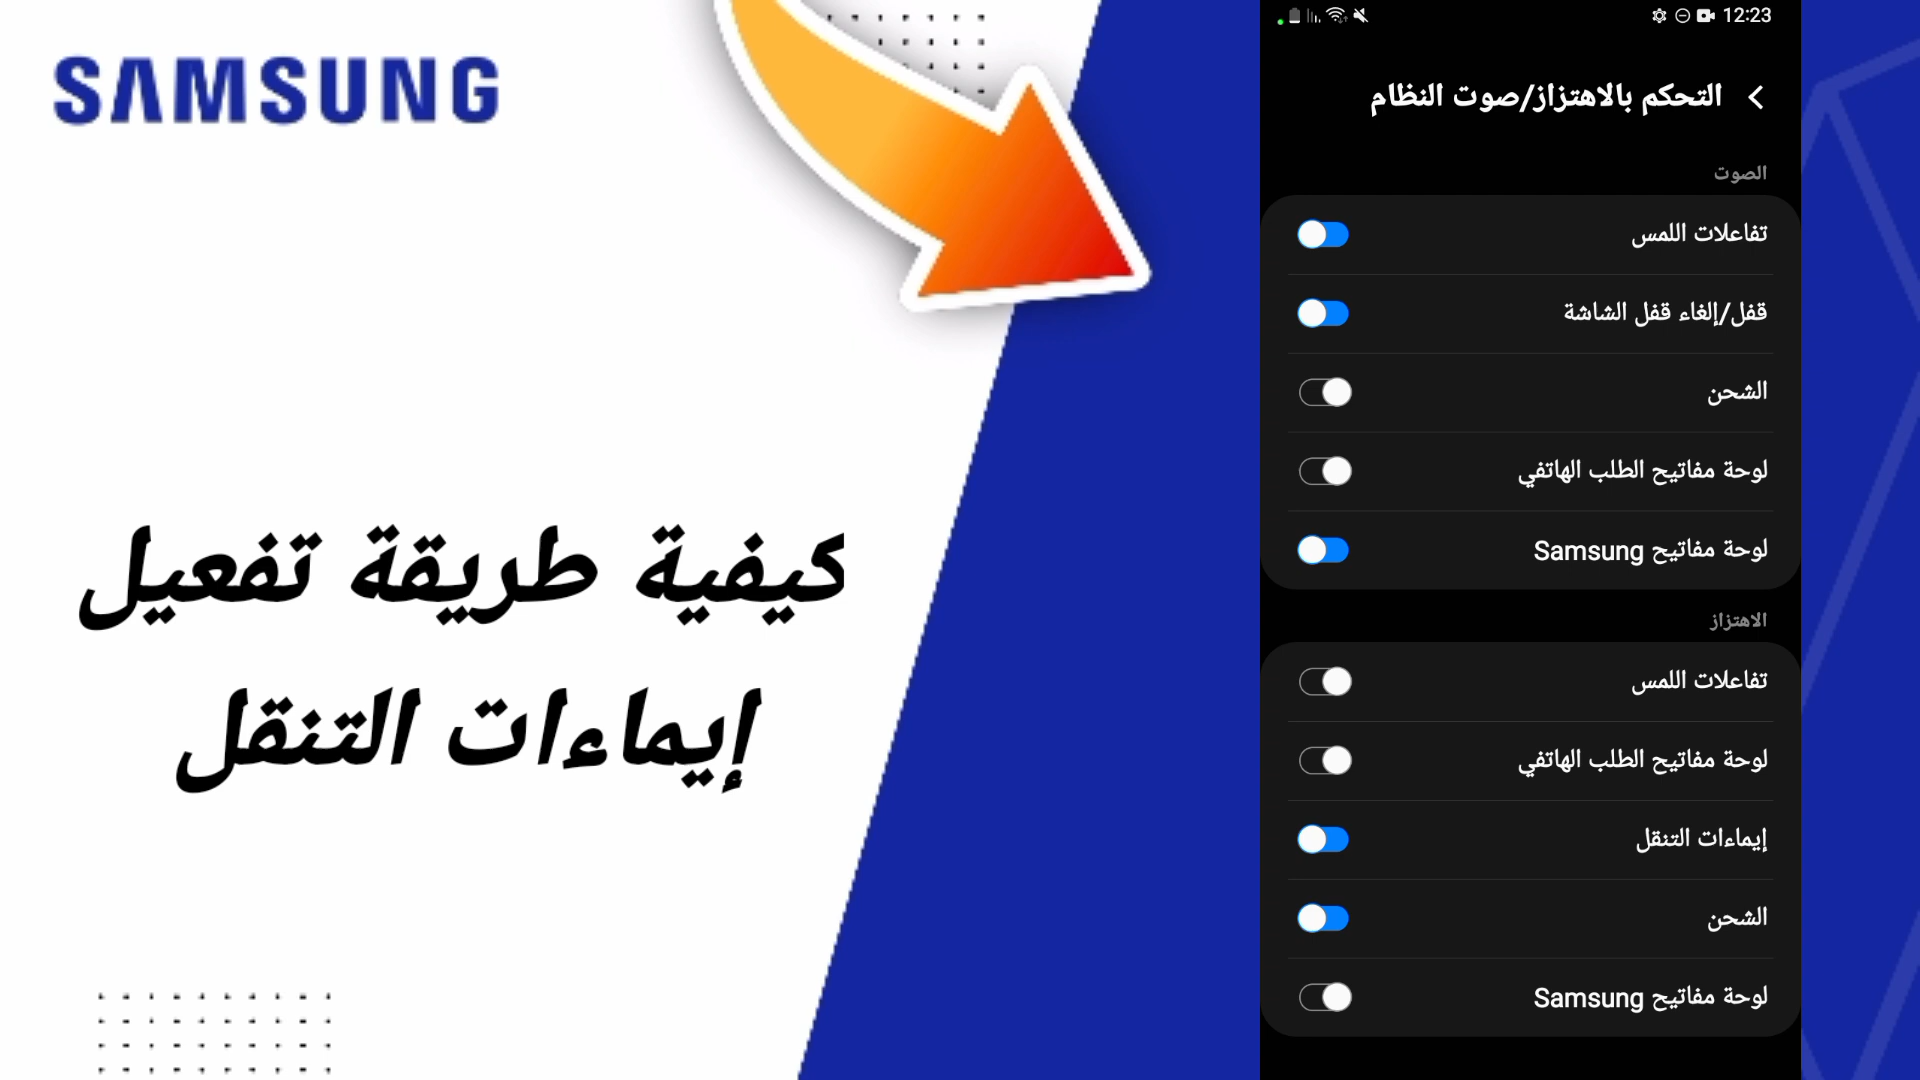 SAMSUNG
كيفية طريقة تفعيل
إيماءات التنقل
12:23
التحكم بالاهتزاز/صوت النظام
الصوت
تفاعلات اللمس
قفل/إلغاء قفل الشاشة
الشحن
لوحة مفاتيح الطلب الهاتفي
لوحة مفاتيح Samsung
الاهتزاز
تفاعلات اللمس
لوحة مفاتيح الطلب الهاتفي
إيماءات التنقل
الشحن
لوحة مفاتيح Samsung